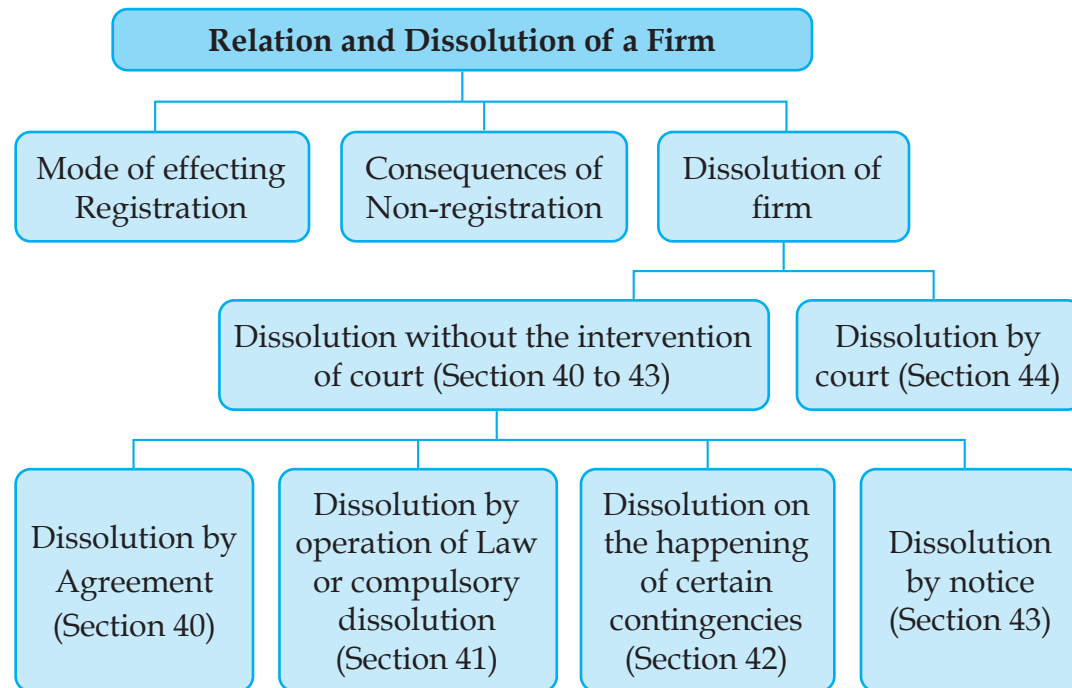 Relation and Dissolution of a Firm
Mode of effecting
Registration
Consequences of
Non-registration
Dissolution of
firm
Dissolution without the intervention
of court (Section 40 to 43)
Dissolution by
court (Section 44)
Dissolution by
Agreement
(Section 40)
Dissolution by
operation of Law
or compulsory
dissolution
(Section 41)
Dissolution on
the happening
of certain
contingencies
(Section 42)
Dissolution
by notice
(Section 43)